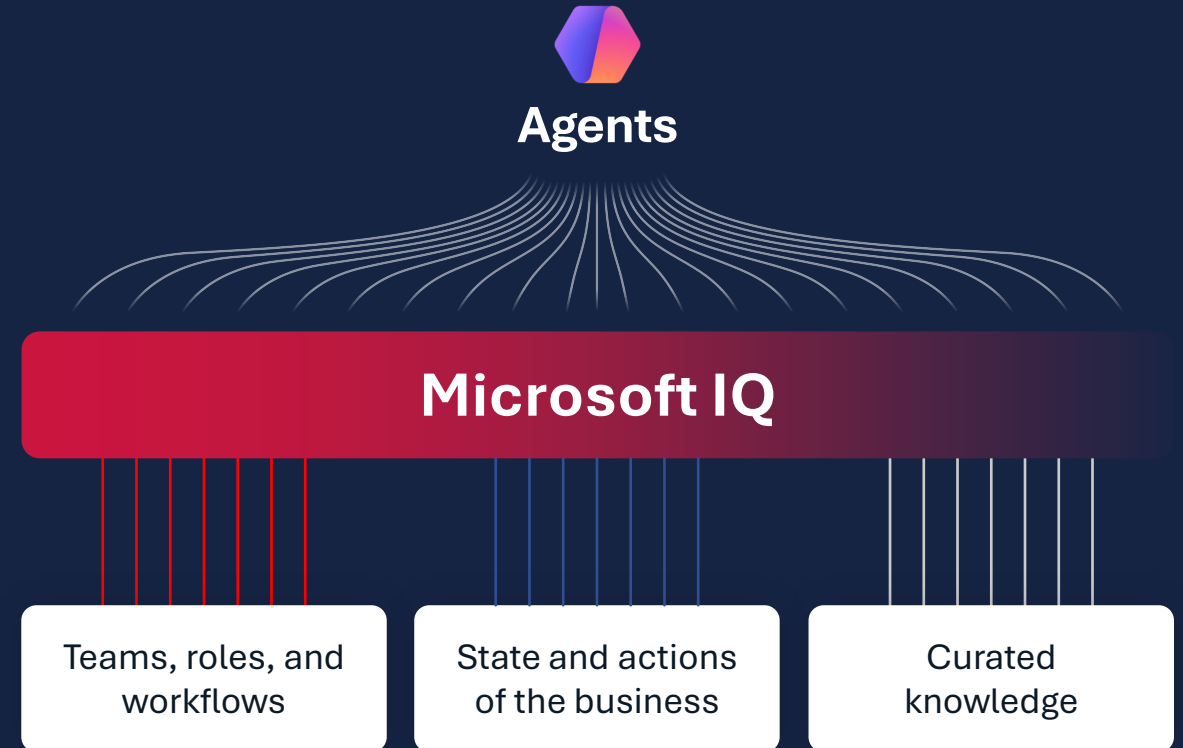 Agents
Microsoft IQ
Teams, roles, and
workflows
State and actions
of the business
Curated
knowledge